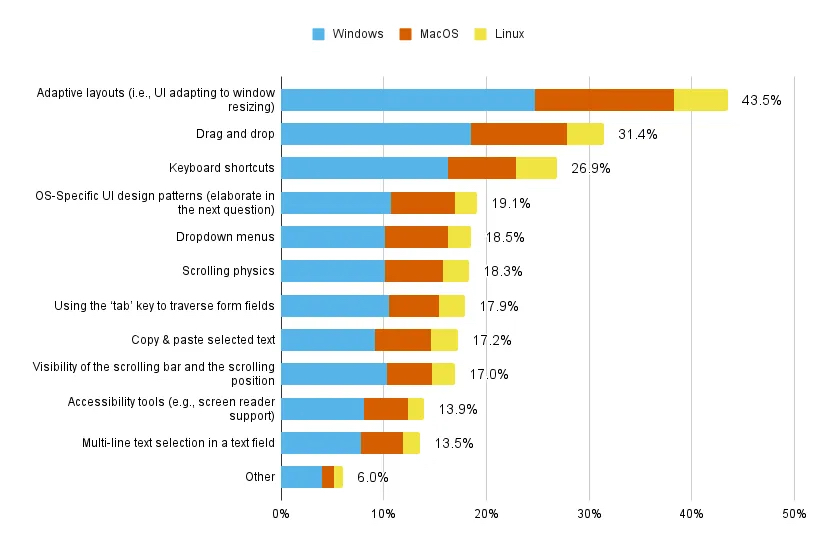 Windows MacOS Linux
Adaptive layouts (i.e., UI adapting to window
resizing)
43.5%
Drag and drop
31.4%
Keyboard shortcuts
26.9%
OS-Specific UI design patterns (elaborate in
the next question)
19.1%
Dropdown menus
18.5%
Scrolling physics
18.3%
Using the ‘tab’ key to traverse form fields
17.9%
Copy & paste selected text
17.2%
Visibility of the scrolling bar and the scrolling
position
17.0%
Accessibility tools (e.g., screen reader
support)
13.9%
Multi-line text selection in a text field
13.5%
Other
6.0%
0% 10% 20% 30% 40% 50%